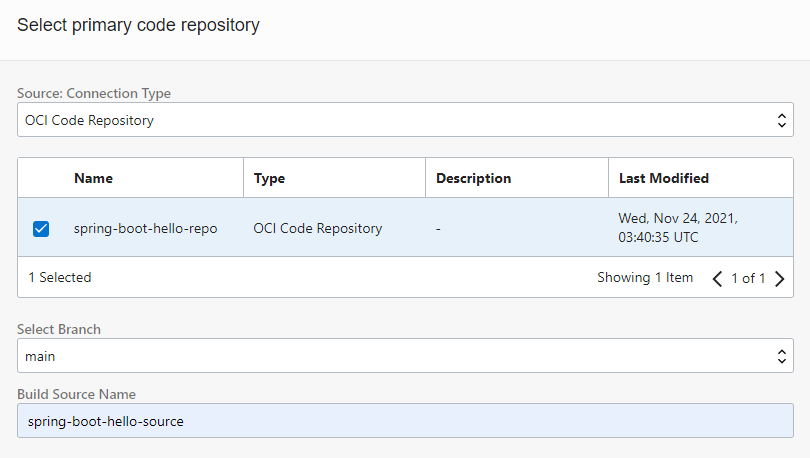 Select primary code repository
Source: Connection Type
OCI Code Repository
Name Type Description Last Modified
spring-boot-hello-repo OCI Code Repository - Wed, Nov 24, 2021,
03:40:35 UTC
1 Selected Showing 1 Item 1 of 1
Select Branch
main
Build Source Name
spring-boot-hello-source